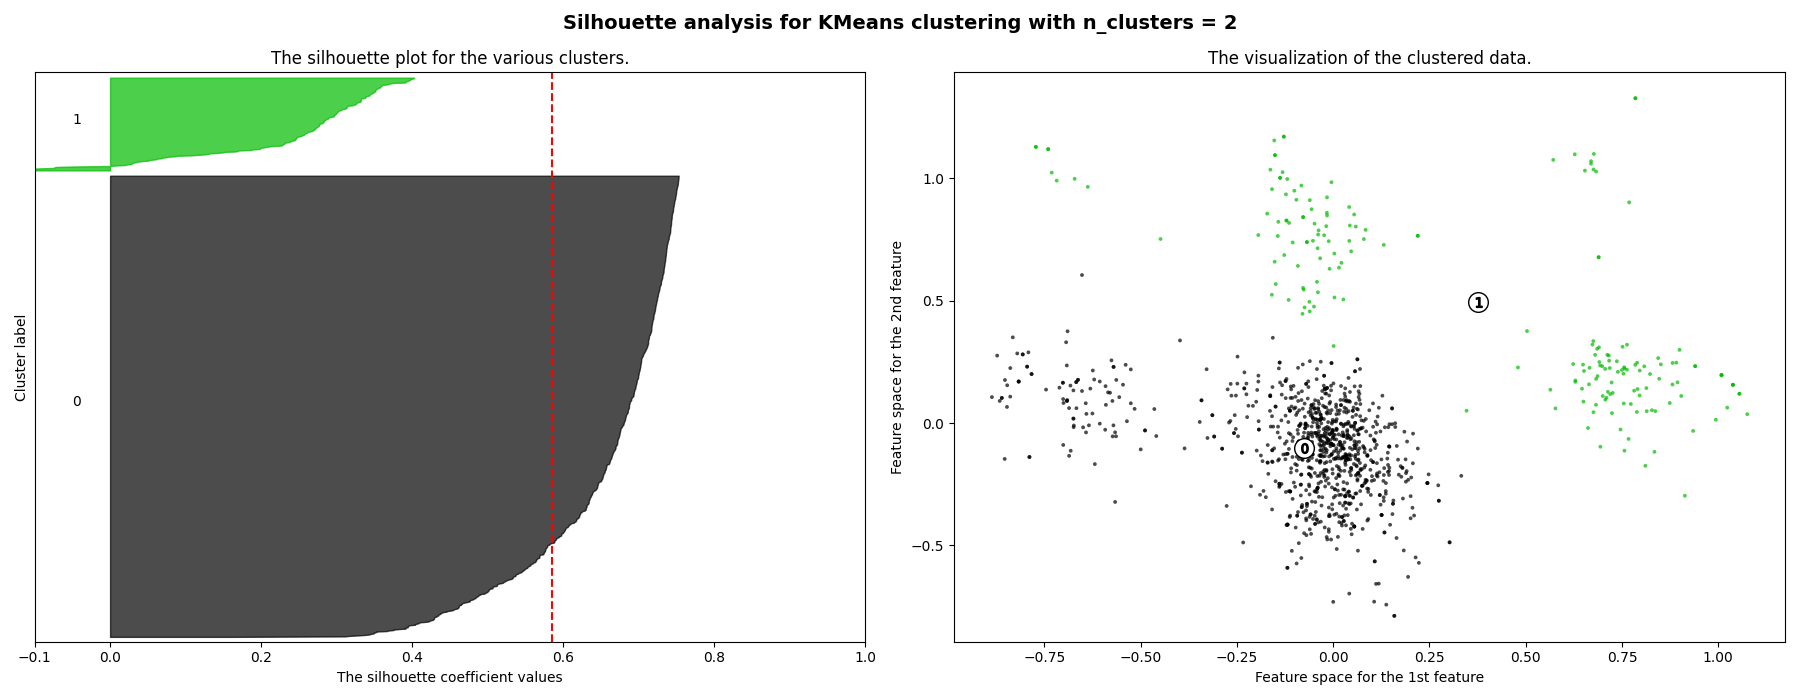 Silhouette analysis for KMeans clustering with n_clusters = 2
The silhouette plot for the various clusters.
1
0
Cluster label
−0.1 0.0 0.2 0.4 0.6 0.8 1.0
The silhouette coefficient values
The visualization of the clustered data.
1.0
0.5
0.0
−0.5
Feature space for the 2nd feature
1
0
−0.75 −0.50 −0.25 0.00 0.25 0.50 0.75 1.00
Feature space for the 1st feature